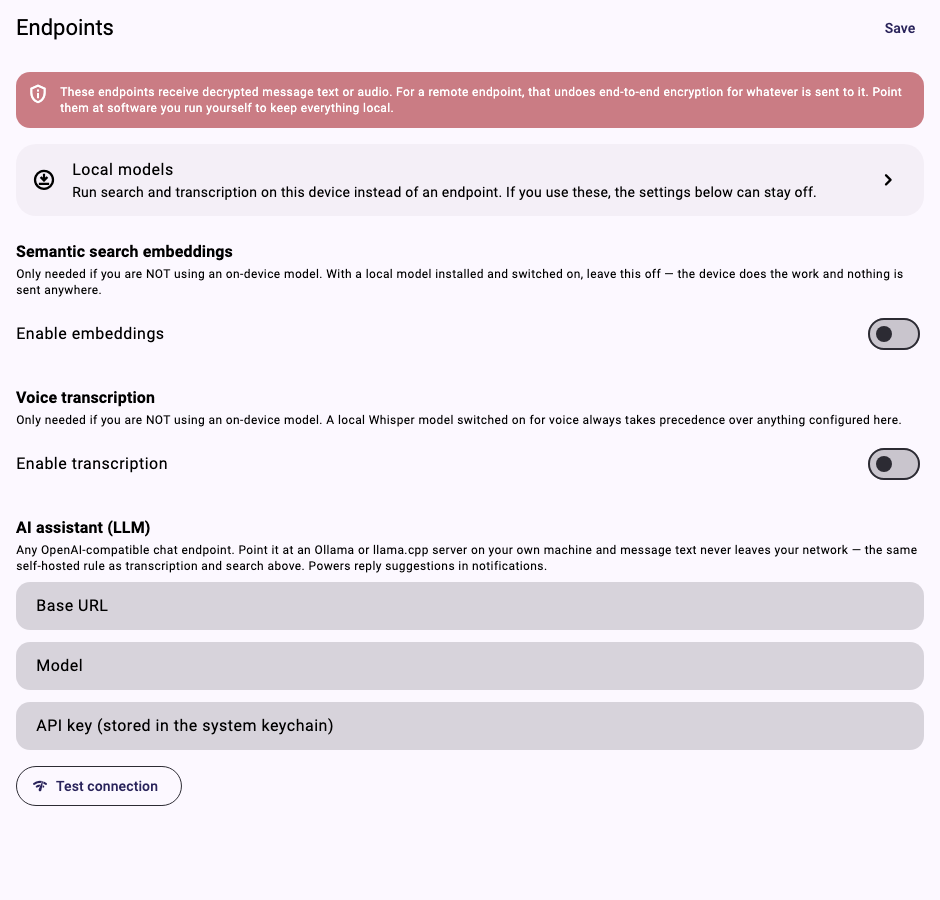 Endpoints
Save
These endpoints receive decrypted message text or audio. For a remote endpoint, that undoes end-to-end encryption for whatever is sent to it. Point
them at software you run yourself to keep everything local.
Local models
Run search and transcription on this device instead of an endpoint. If you use these, the settings below can stay off.
Semantic search embeddings
Only needed if you are NOT using an on-device model. With a local model installed and switched on, leave this off — the device does the work and nothing is
sent anywhere.
Enable embeddings
Voice transcription
Only needed if you are NOT using an on-device model. A local Whisper model switched on for voice always takes precedence over anything configured here.
Enable transcription
AI assistant (LLM)
Any OpenAI-compatible chat endpoint. Point it at an Ollama or llama.cpp server on your own machine and message text never leaves your network — the same
self-hosted rule as transcription and search above. Powers reply suggestions in notifications.
Base URL
Model
API key (stored in the system keychain)
Test connection